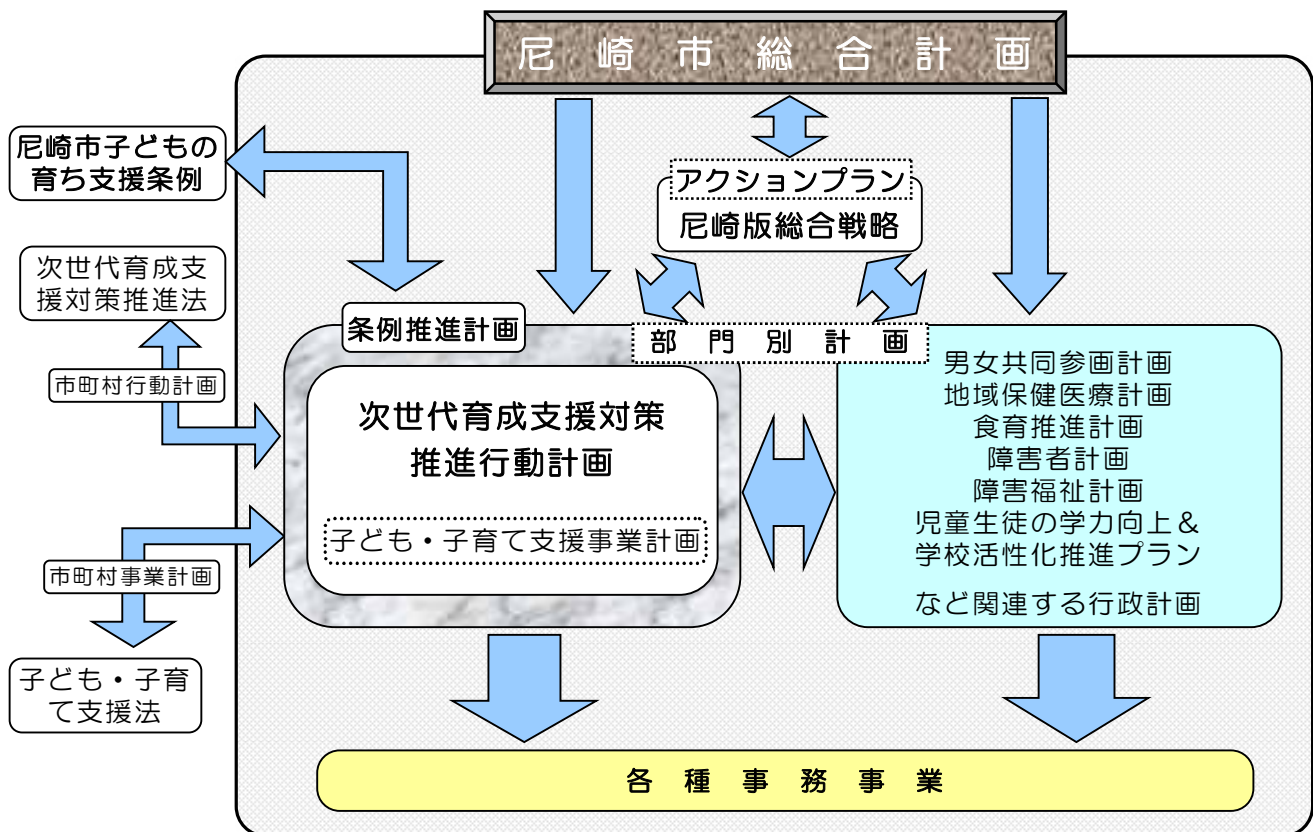 尼崎市総合計画
尼崎市子どもの
育ち支援条例
アクションプラン
尼崎版総合戦略
次世代育成支
援対策推進法
条例推進計画
部門別計画
市町村行動計画
次世代育成支援対策
推進行動計画
子ども・子育て支援事業計画
男女共同参画計画
地域保健医療計画
食育推進計画
障害者計画
障害福祉計画
児童生徒の学力向上&
学校活性化推進プラン
など関連する行政計画
市町村事業計画
子ども・子育
て支援法
各種事務事業